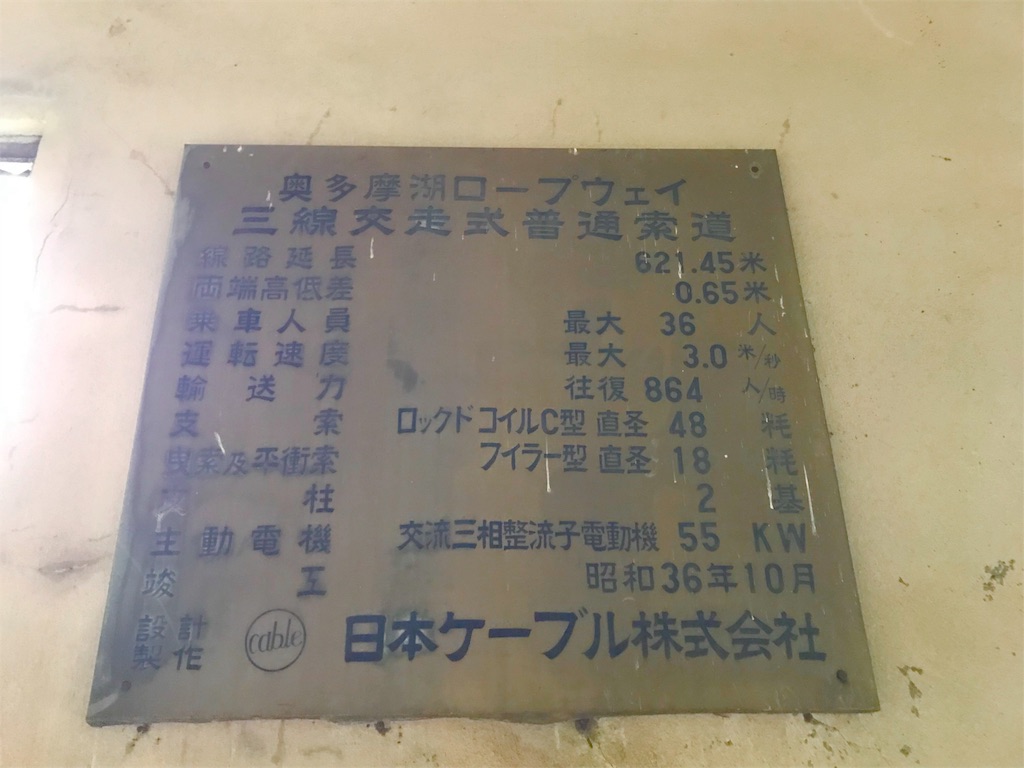 奥多摩湖ロープウェイ
三線交走式普通索道
線路延長 621.45米
両端高低差 0.65米
乗車人員 最大 36 人
運転速度 最大 3.0 米/秒
輸送力 往復 864 人/時
支索 ロックドコイルC型 直圣 48 粍
曳索及平衡索 フイラー型 直圣 18 粍
支柱 2 基
主動電機 交流三相整流子電動機 55 KW
竣工 昭和36年10月
設計 製作 cable 日本ケーブル株式会社